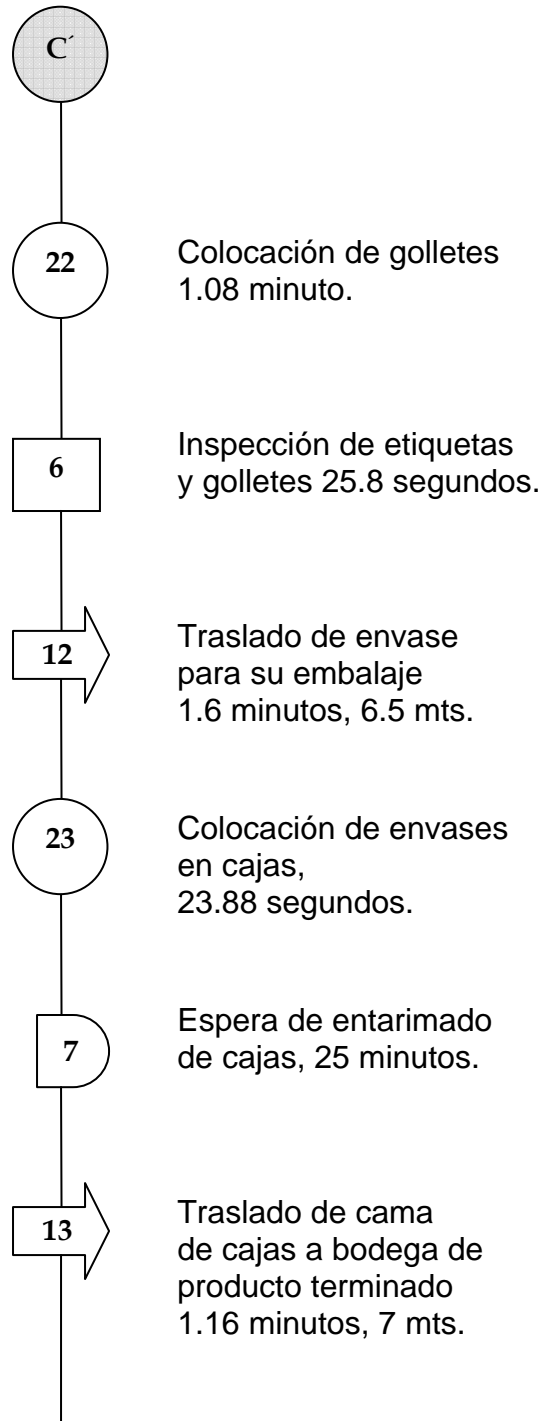 C´
22
Colocación de golletes
1.08 minuto.
6
Inspección de etiquetas
y golletes 25.8 segundos.
12
Traslado de envase
para su embalaje
1.6 minutos, 6.5 mts.
23
Colocación de envases
en cajas,
23.88 segundos.
7
Espera de entarimado
de cajas, 25 minutos.
13
Traslado de cama
de cajas a bodega de
producto terminado
1.16 minutos, 7 mts.